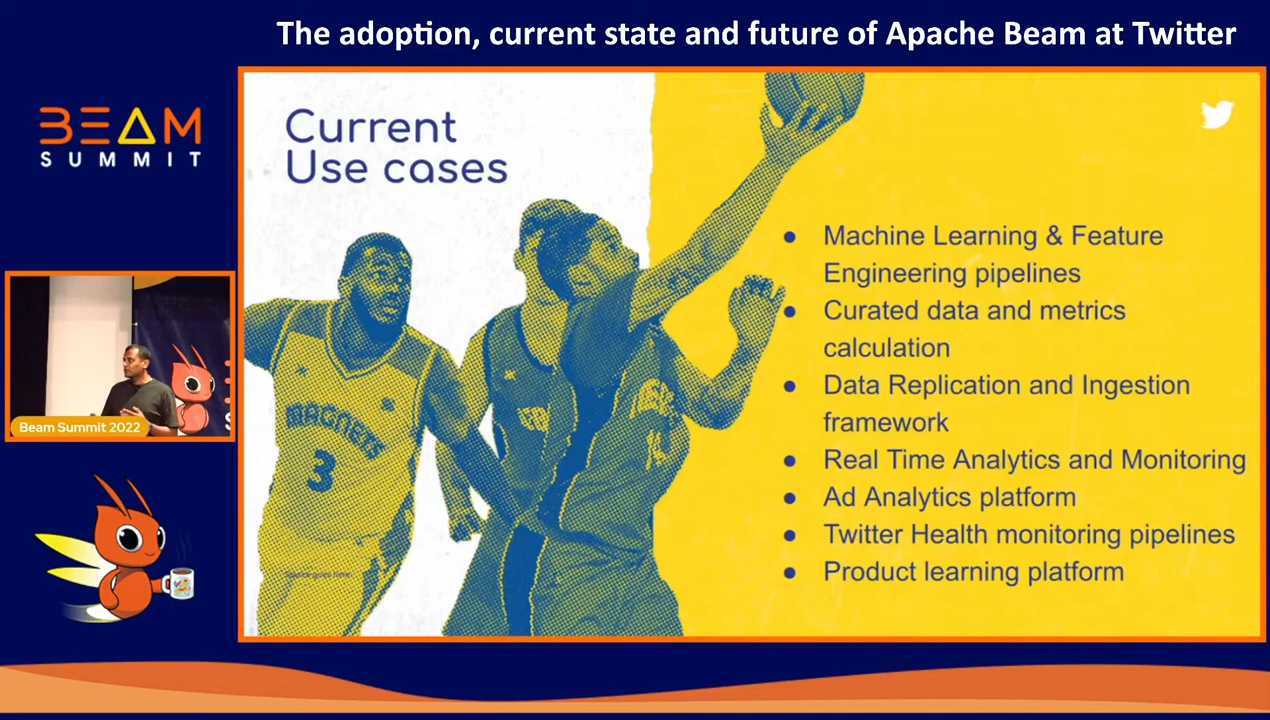 The adoption, current state and future of Apache Beam at Twitter
BEAM
SUMMIT
Current
Use cases
Machine Learning & Feature
Engineering pipelines
Curated data and metrics
calculation
Data Replication and Ingestion
framework
Real Time Analytics and Monitoring
Ad Analytics platform
Twitter Health monitoring pipelines
Product learning platform
MAGNETS
3
Beam Summit 2022